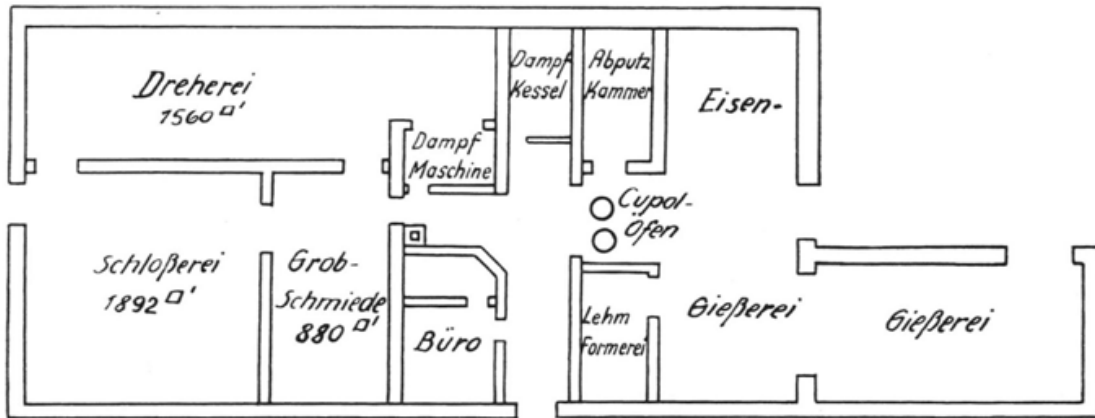 Dreherei
1560 □'
Dampf
Kessel
Abputz
Kammer
Eisen-
Dampf
Maschine
Cupol-
Öfen
Schloßerei
1892 □'
Grob-
Schmiede
880 □'
Büro
Lehm
formerei
Gießerei
Gießerei